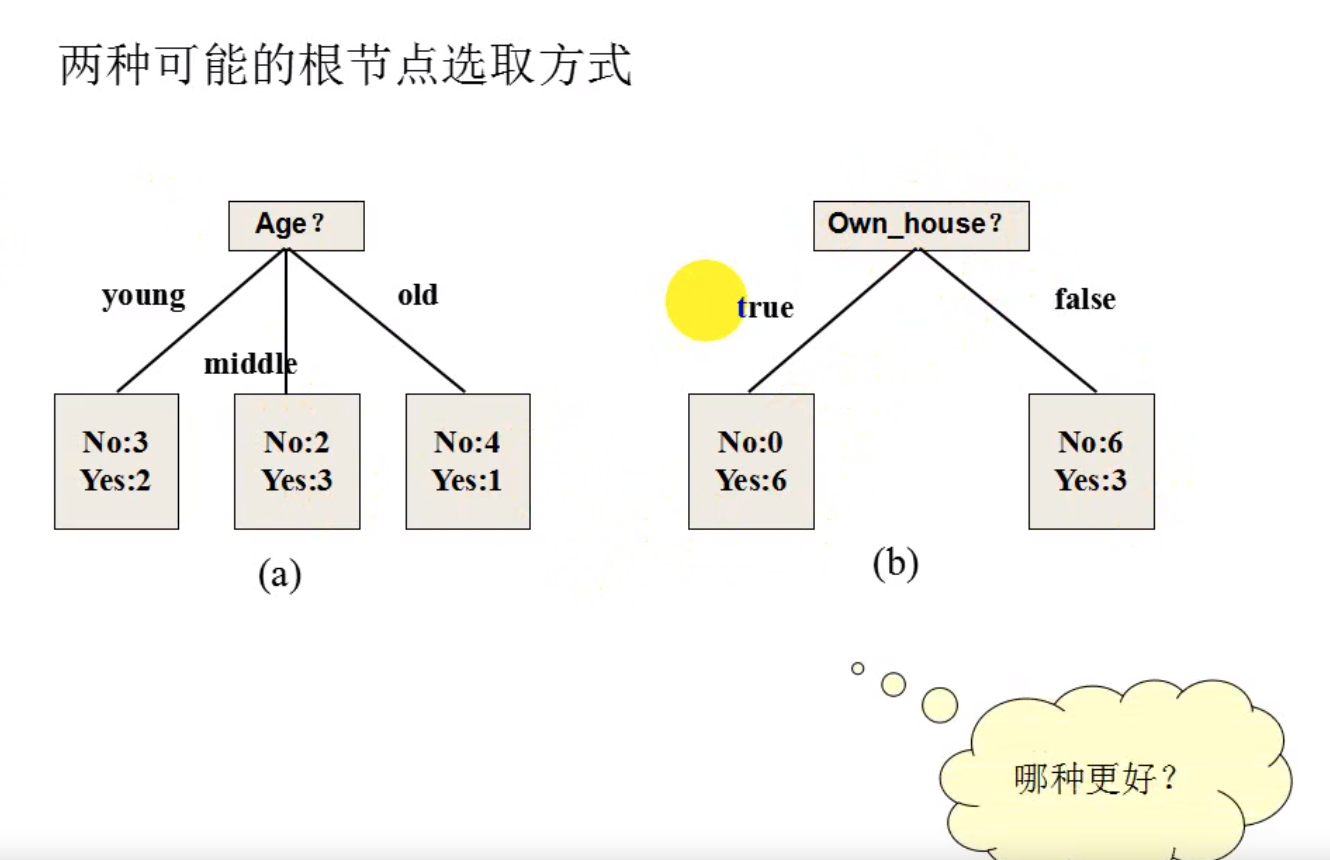 两种可能的根节点选取方式
Age？
young
middle
old
No:3
Yes:2
No:2
Yes:3
No:4
Yes:1
(a)
Own_house？
true
false
No:0
Yes:6
No:6
Yes:3
(b)
哪种更好？